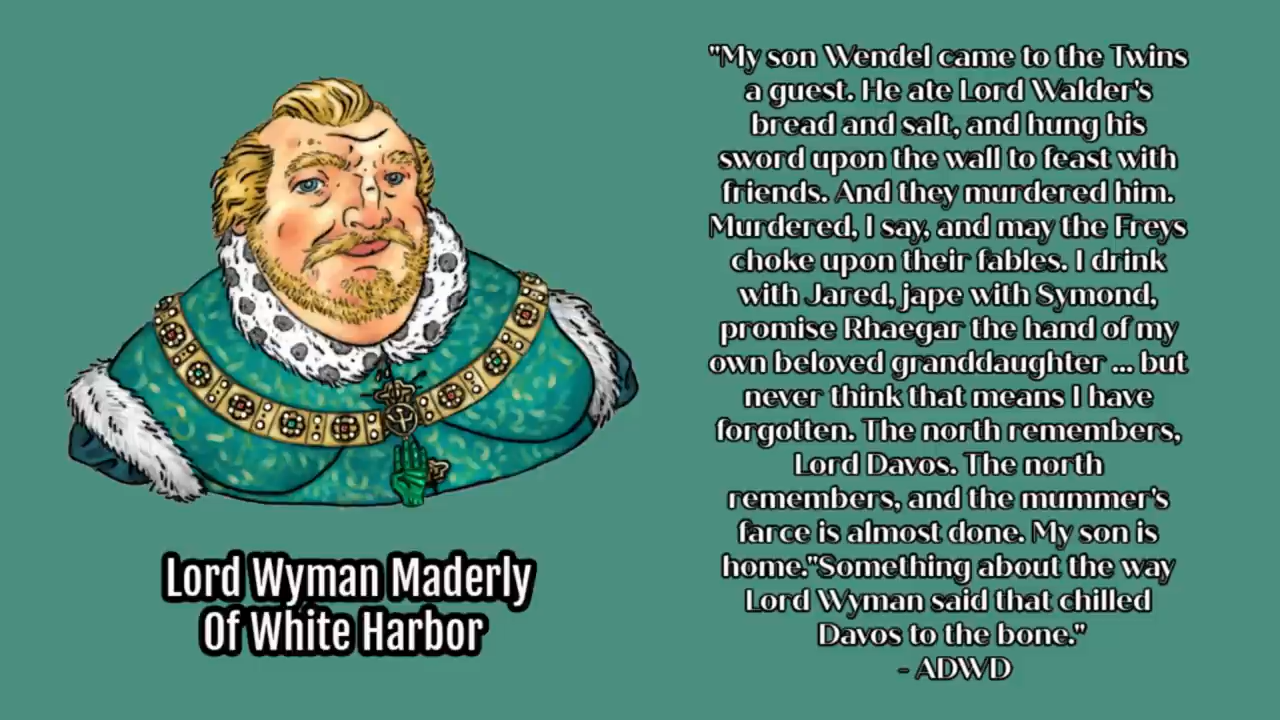 "My son Wendel came to the Twins
a guest. He ate Lord Walder's
bread and salt, and hung his
sword upon the wall to feast with
friends. And they murdered him.
Murdered, I say, and may the Freys
choke upon their fables. I drink
with Jared, jape with Symond,
promise Rhaegar the hand of my
own beloved granddaughter ... but
never think that means I have
forgotten. The north remembers,
Lord Davos. The north
remembers, and the mummer's
farce is almost done. My son is
home."Something about the way
Lord Wyman said that chilled
Davos to the bone."
- ADWD
Lord Wyman Maderly
Of White Harbor